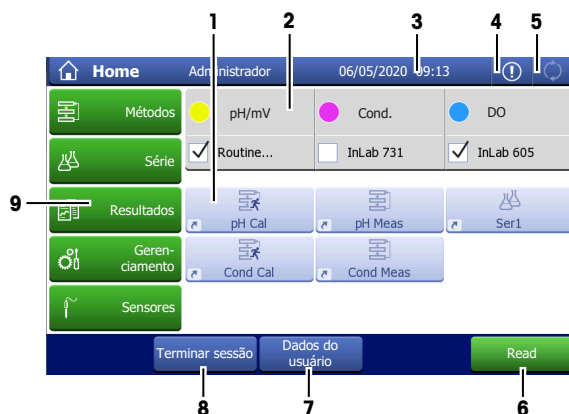 1 2 3 4 5
Home Administrador 06/05/2020 09:13
Métodos pH/mV Cond. DO
Série Routine... InLab 731 InLab 605
9 Resultados pH Cal pH Meas Ser1
Geren-
ciamento Cond Cal Cond Meas
Sensores
Terminar sessão Dados do
usuário Read
8 7 6